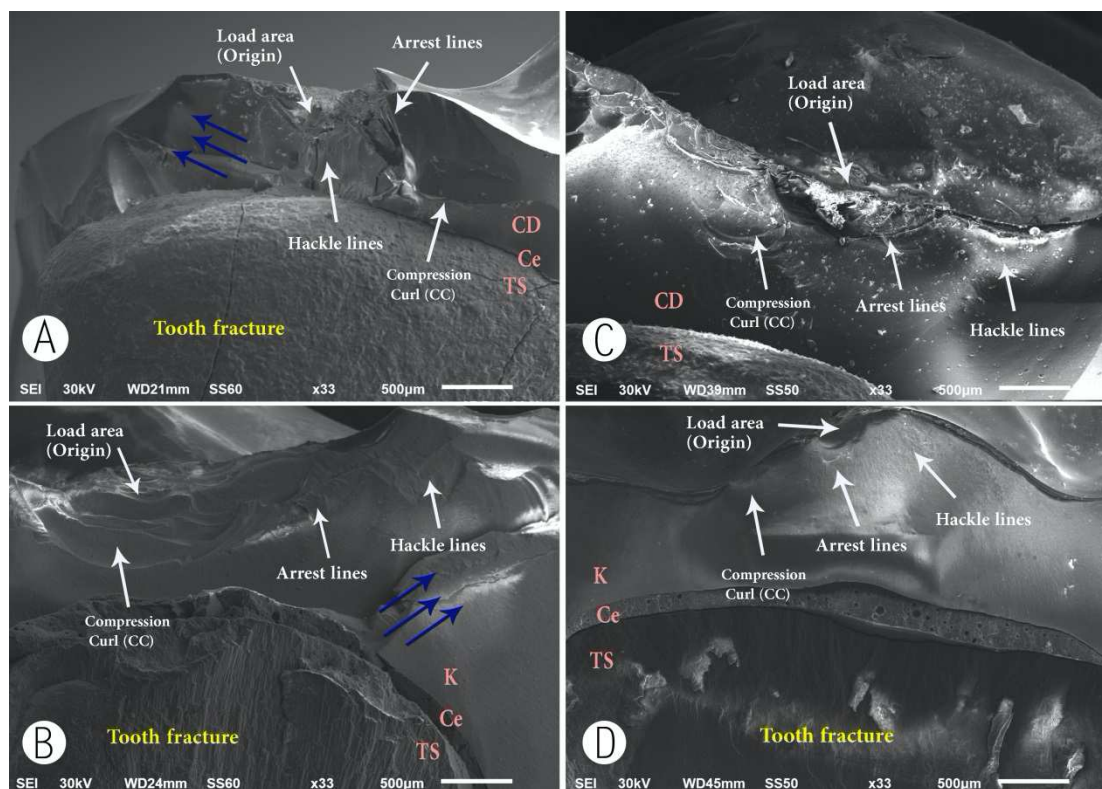 Load area
(Origin)
Arrest lines
Hackle lines
Compression
Curl (CC)
CD
Ce
TS
Tooth fracture
A
SEI 30kV WD21mm SS60 x33 500µm
Load area
(Origin)
Compression
Curl (CC)
Arrest lines
Hackle lines
K
Ce
TS
Tooth fracture
B
SEI 30kV WD24mm SS60 x33 500µm
Load area
(Origin)
Compression
Curl (CC)
Arrest lines
Hackle lines
CD
TS
C
SEI 30kV WD39mm SS50 x33 500µm
Load area
(Origin)
Hackle lines
Arrest lines
Compression
Curl (CC)
K
Ce
TS
Tooth fracture
D
SEI 30kV WD45mm SS50 x33 500µm